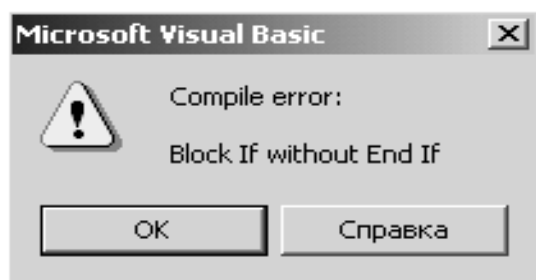 Microsoft Visual Basic
Compile error:
Block If without End If
OK
Справка